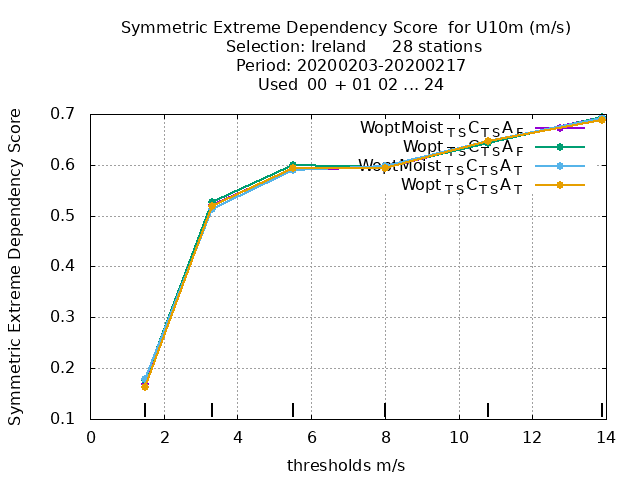 Symmetric Extreme Dependency Score  for U10m (m/s)
Selection: Ireland     28 stations
Period: 20200203-20200217
Used  00 + 01 02 ... 24
Symmetric Extreme Dependency Score
0.7
0.6
0.5
0.4
0.3
0.2
0.1
WoptMoist TS C TS A F
Wopt TS C TS A F
WoptMoist TS C TS A T
Wopt TS C TS A T
0 2 4 6 8 10 12 14
thresholds m/s